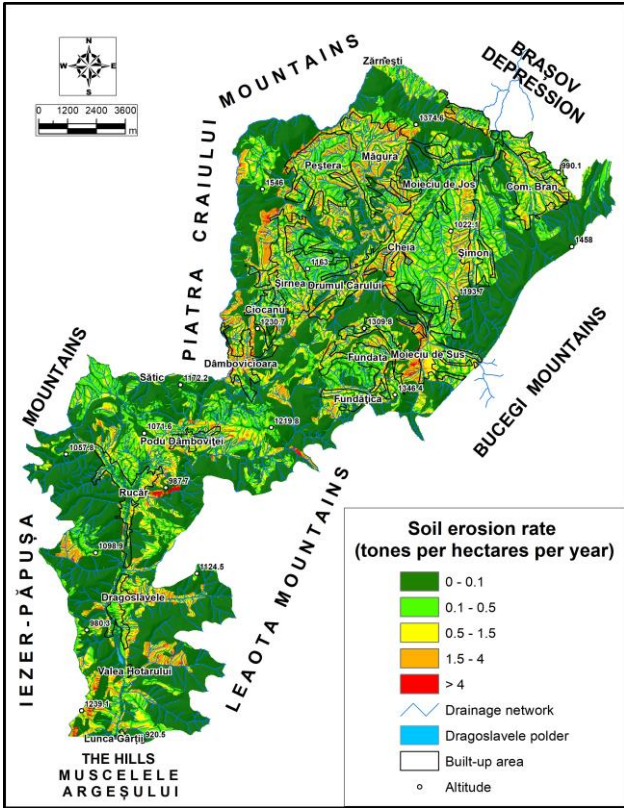 N
W E
S
0 1200 2400 3600
m
PIATRA CRAIULUI MOUNTAINS
BRAȘOV
DEPRESSION
Zărnești
1374.6
Măgura
Peștera
990.1
Moieciu de Jos
Com. Bran
1546
1022.1
1458
Cheia
Șimon
1163
Șirnea
Drumul Carului
1193.7
Ciocanu
1230.7
1309.8
Fundata
Moieciu de Sus
Dâmbovicioara
BUCEGI MOUNTAINS
Sătic
1172.2
1346.4
Fundățica
IEZER-PĂPUȘA MOUNTAINS
1071.6
1219.8
Podu Dâmboviței
1057.6
987.7
Rucăr
LEAOTA MOUNTAINS
1098.9
1124.5
Dragoslavele
980.3
Valea Hotarului
1239.1
920.5
Lunca Gârții
THE HILLS
MUSCELELE
ARGEȘULUI
Soil erosion rate
(tones per hectares per year)
0 - 0.1
0.1 - 0.5
0.5 - 1.5
1.5 - 4
> 4
Drainage network
Dragoslavele polder
Built-up area
Altitude